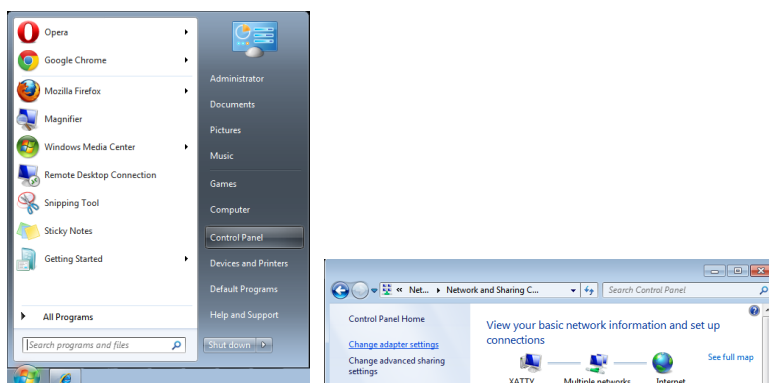 Opera
Google Chrome
Mozilla Firefox
Magnifier
Windows Media Center
Remote Desktop Connection
Snipping Tool
Sticky Notes
Getting Started
All Programs
Search programs and files
Administrator
Documents
Pictures
Music
Games
Computer
Control Panel
Devices and Printers
Default Programs
Help and Support
Shut down
« Net... Network and Sharing C...
Search Control Panel
Control Panel Home
Change adapter settings
Change advanced sharing
settings
View your basic network information and set up
connections
See full map
XATTY Multiple networks Internet